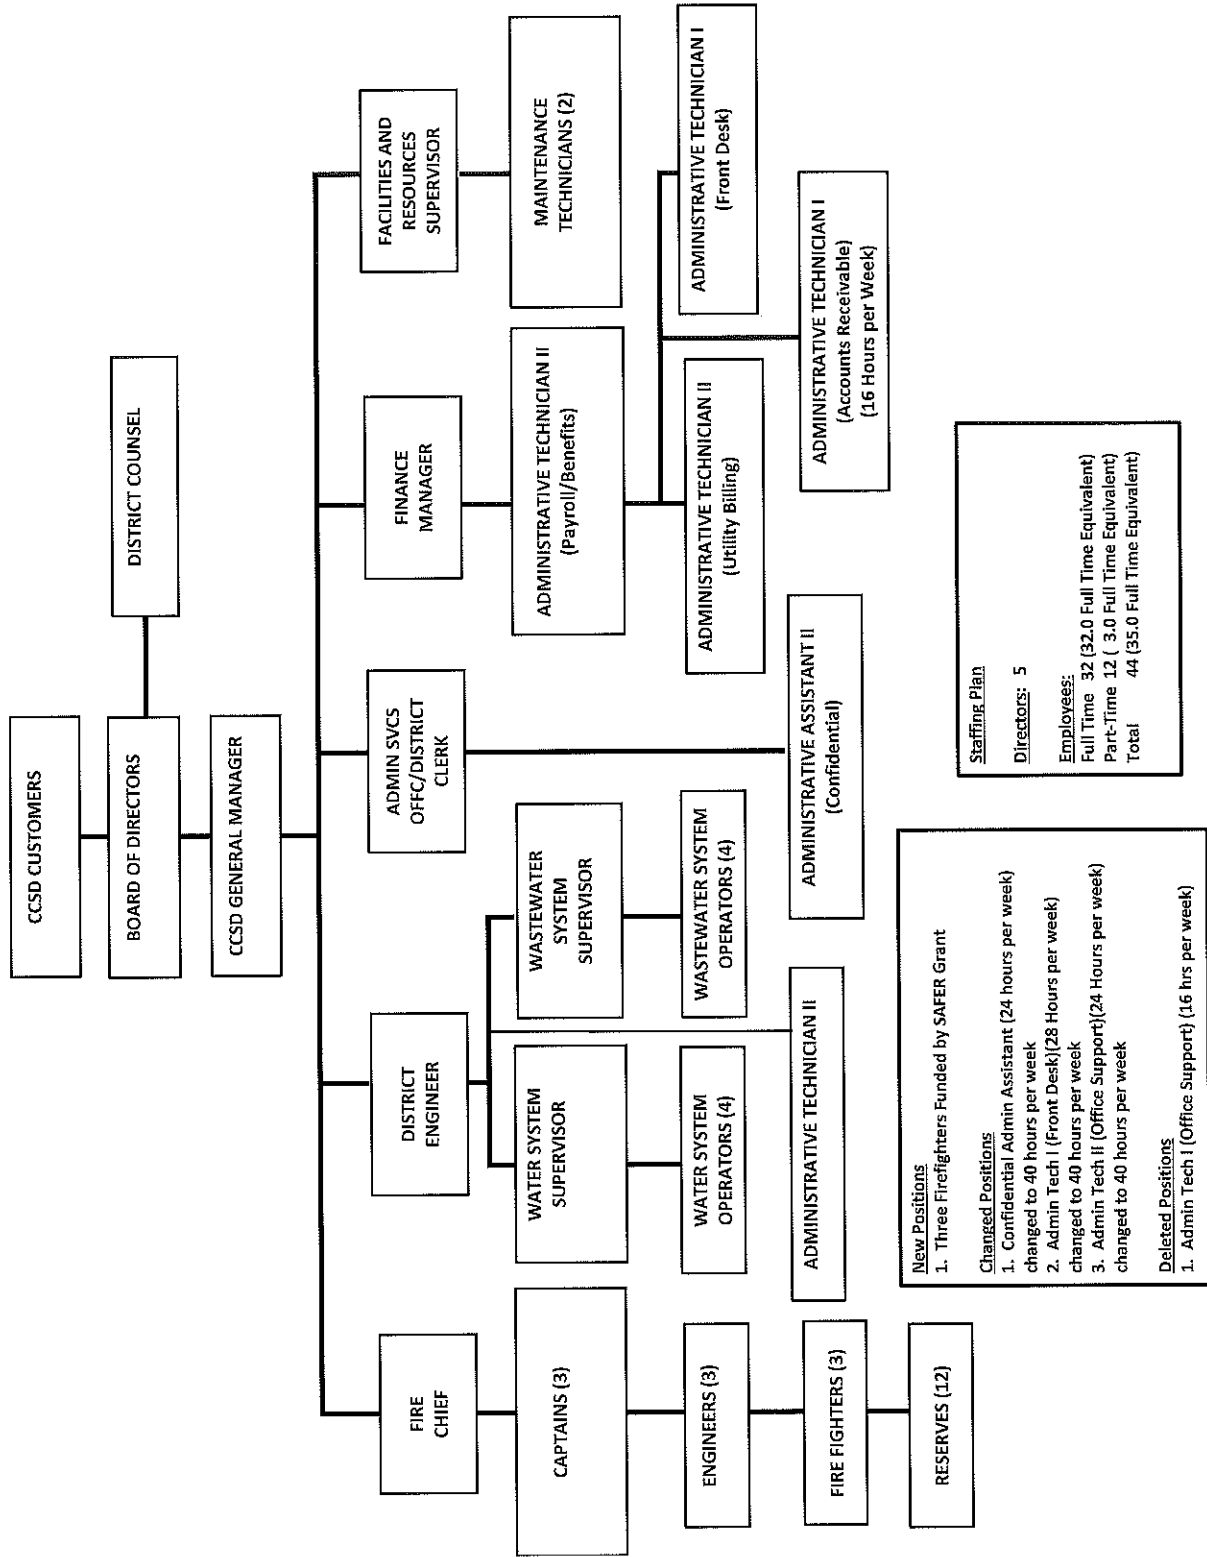 CCSD CUSTOMERS
BOARD OF DIRECTORS
DISTRICT COUNSEL
CCSD GENERAL MANAGER
FIRE
CHIEF
DISTRICT
ENGINEER
ADMIN SVCS
OFFC/DISTRICT
CLERK
FINANCE
MANAGER
FACILITIES AND
RESOURCES
SUPERVISOR
CAPTAINS (3)
WATER SYSTEM
SUPERVISOR
WASTEWATER
SYSTEM
SUPERVISOR
ADMINISTRATIVE TECHNICIAN II
(Payroll/Benefits)
MAINTENANCE
TECHNICIANS (2)
ENGINEERS (3)
WATER SYSTEM
OPERATORS (4)
WASTEWATER SYSTEM
OPERATORS (4)
ADMINISTRATIVE TECHNICIAN II
(Utility Billing)
ADMINISTRATIVE TECHNICIAN I
(Front Desk)
FIRE FIGHTERS (3)
ADMINISTRATIVE TECHNICIAN II
ADMINISTRATIVE ASSISTANT II
(Confidential)
ADMINISTRATIVE TECHNICIAN I
(Accounts Receivable)
(16 Hours per Week)
RESERVES (12)
New Positions
1. Three Firefighters Funded by SAFER Grant
Changed Positions
1. Confidential Admin Assistant (24 hours per week)
changed to 40 hours per week
2. Admin Tech I (Front Desk)(28 Hours per week)
changed to 40 hours per week
3. Admin Tech II (Office Support)(24 Hours per week)
changed to 40 hours per week
Deleted Positions
1. Admin Tech I (Office Support) (16 hrs per week)
Staffing Plan
Directors: 5
Employees:
Full Time 32 (32.0 Full Time Equivalent)
Part-Time 12 ( 3.0 Full Time Equivalent)
Total 44 (35.0 Full Time Equivalent)